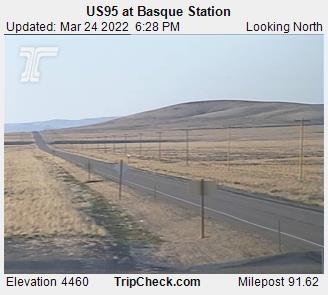 US95 at Basque Station
Updated: Mar 24 2022 6:28 PM Looking North
Elevation 4460 TripCheck.com Milepost 91.62